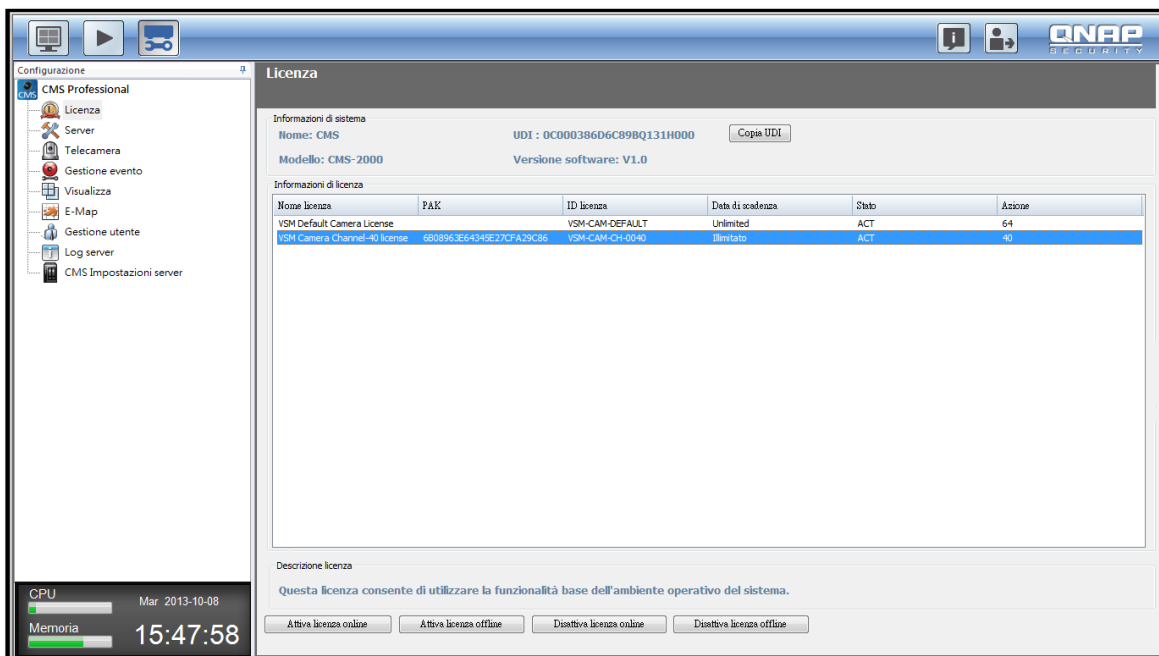 QNAP
SECURITY
Configurazione
CMS Professional
Licenza
Server
Telecamera
Gestione evento
Visualizza
E-Map
Gestione utente
Log server
CMS Impostazioni server
CPU
Mar 2013-10-08
Memoria
15:47:58
Licenza
Informazioni di sistema
Nome: CMS UDI : 0C000386D6C89BQ131H000 Copia UDI
Modello: CMS-2000 Versione software: V1.0
Informazioni di licenza
Nome licenza PAK ID licenza Data di scadenza Stato Azione
VSM Default Camera License VSM-CAM-DEFAULT Unlimited ACT 64
VSM Camera Channel-40 license 6B08963E64345E27CFA29C86 VSM-CAM-CH-0040 Illimitato ACT 40
Descrizione licenza
Questa licenza consente di utilizzare la funzionalità base dell'ambiente operativo del sistema.
Attiva licenza online Attiva licenza offline Disattiva licenza online Disattiva licenza offline